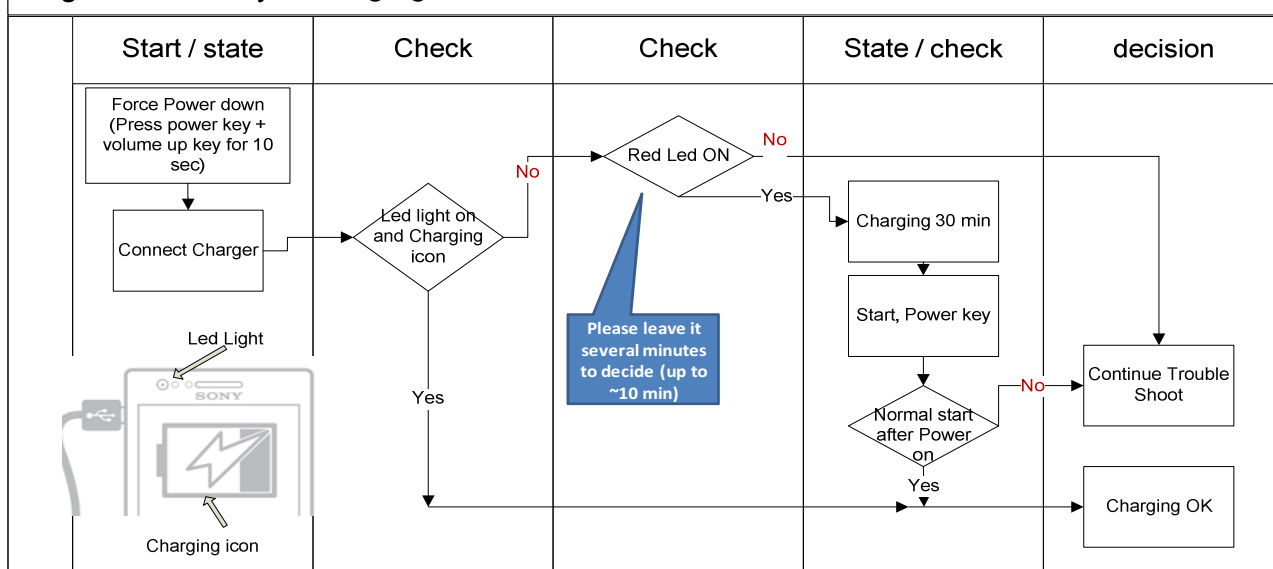 Start / state
Check
Check
State / check
decision
Force Power down
(Press power key +
volume up key for 10
sec)
Connect Charger
Led light on
and Charging
icon
No
Yes
Red Led ON
No
Yes
Please leave it
several minutes
to decide (up to
~10 min)
Charging 30 min
Start, Power key
Normal start
after Power
on
No
Yes
Continue Trouble
Shoot
Charging OK
Led Light
SONY
Charging icon